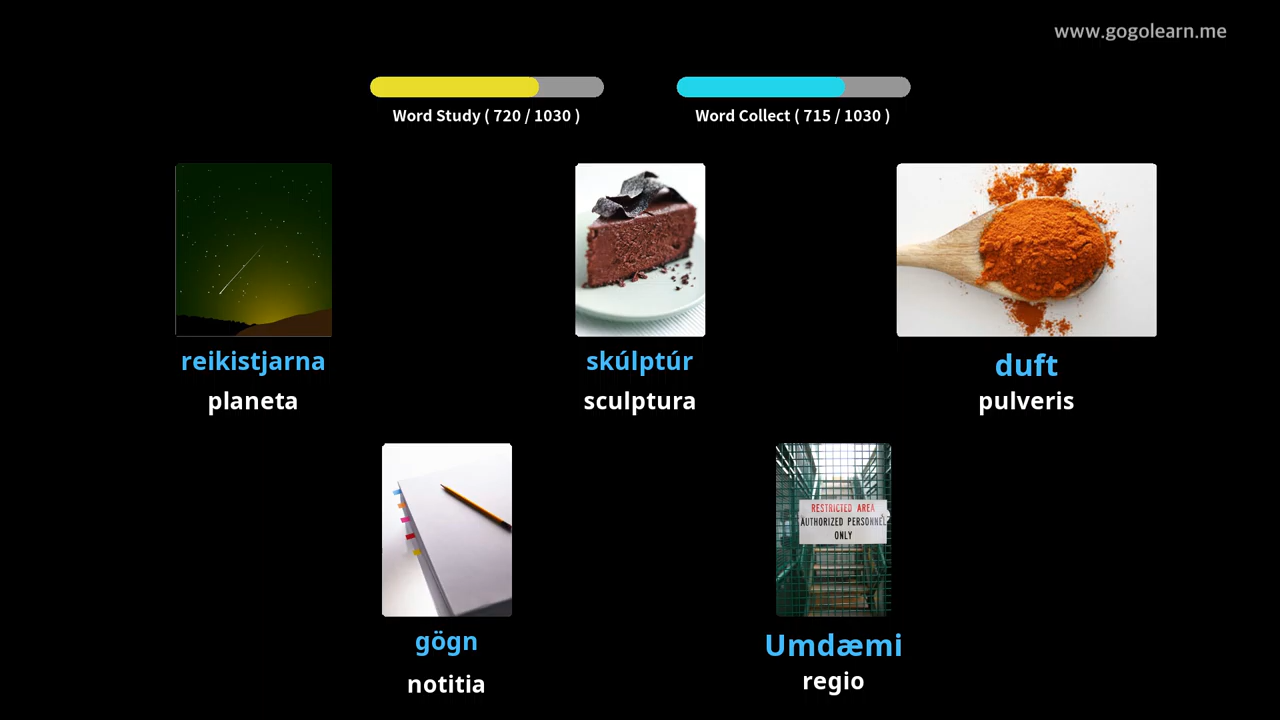 www.gogolearn.me
Word Study ( 720 / 1030 )
Word Collect ( 715 / 1030 )
reikistjarna
planeta
skúlptúr
sculptura
duft
pulveris
gögn
notitia
RESTRICTED AREA
AUTHORIZED PERSONNEL
ONLY
Umdæmi
regio